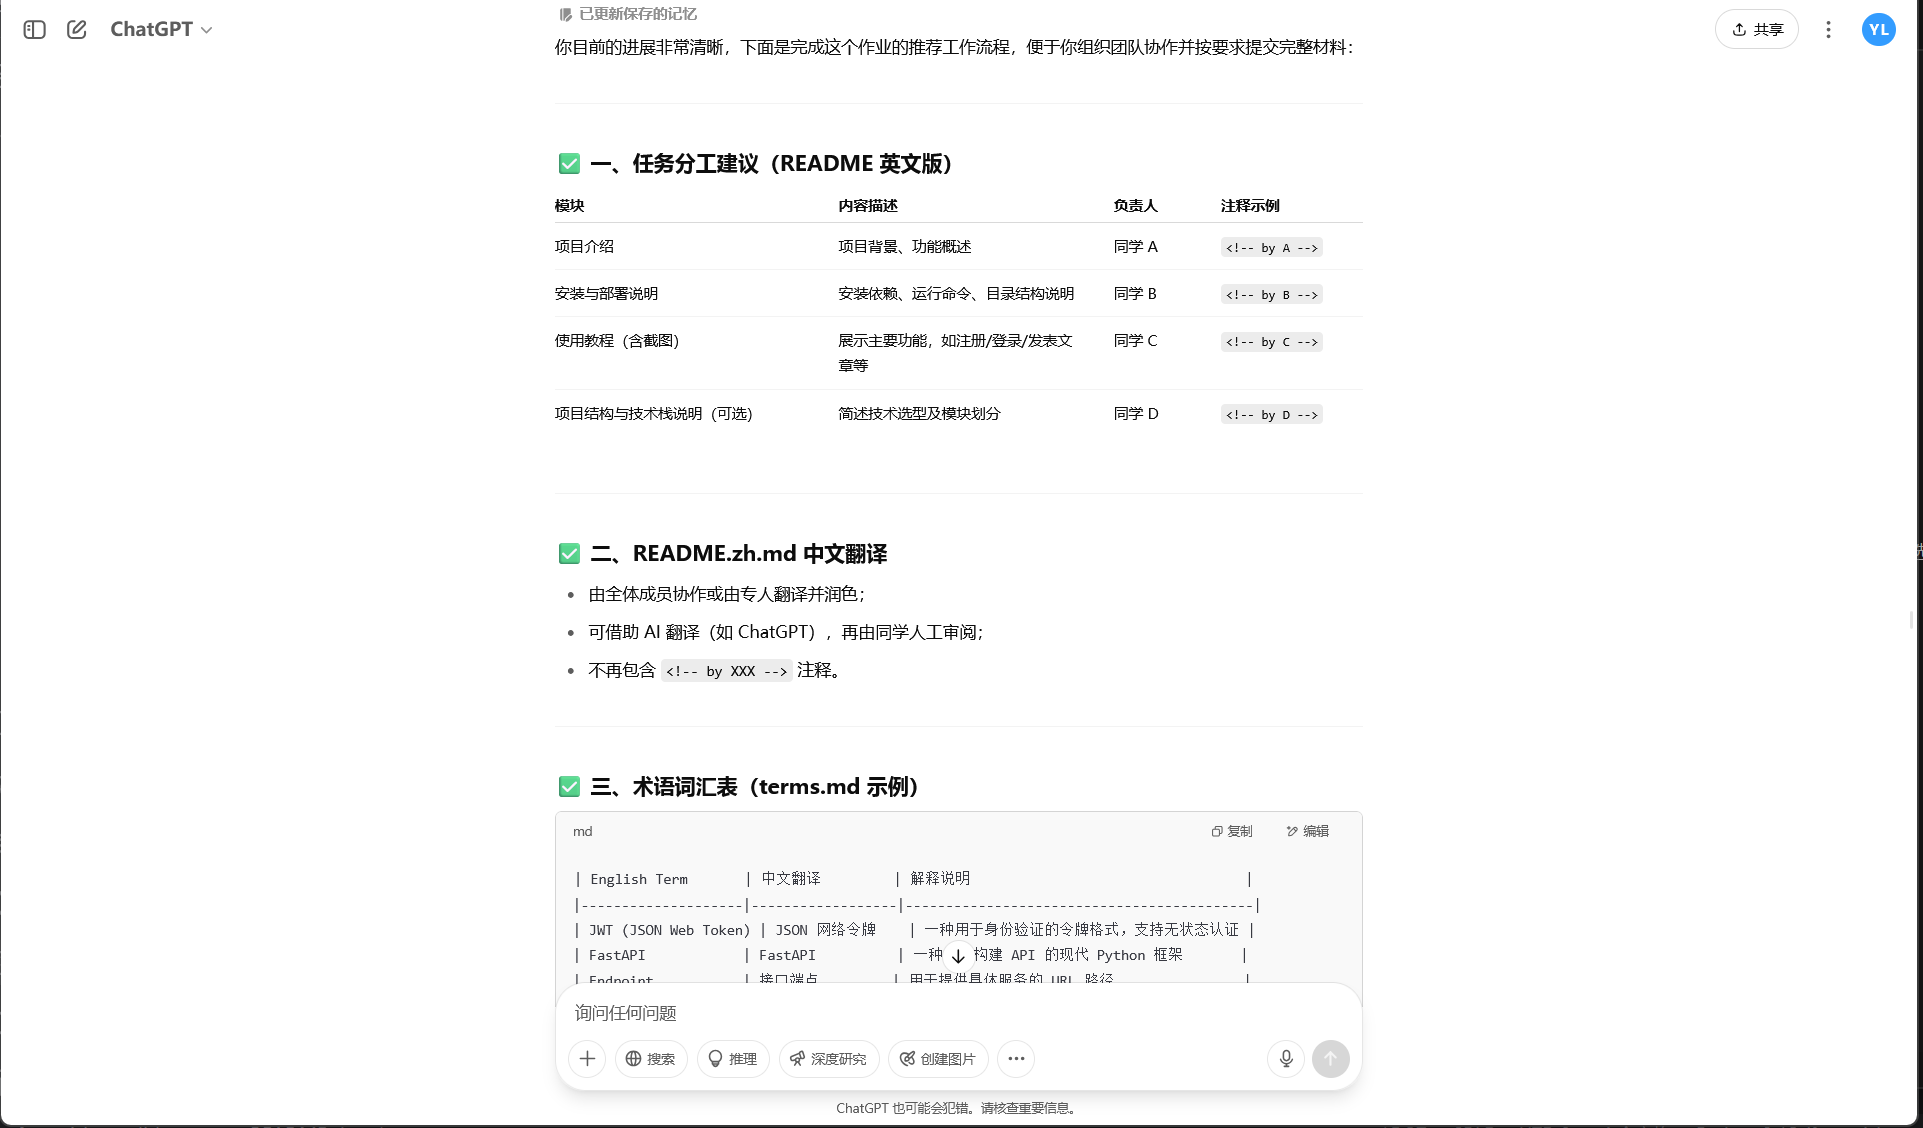 已更新保存的记忆
ChatGPT
共享
YL
你目前的进展非常清晰，下面是完成这个作业的推荐工作流程，便于你组织团队协作并按要求提交完整材料：
✅ 一、任务分工建议（README 英文版）
模块 内容描述 负责人 注释示例
项目介绍 项目背景、功能概述 同学 A <!-- by A -->
安装与部署说明 安装依赖、运行命令、目录结构说明 同学 B <!-- by B -->
使用教程（含截图） 展示主要功能，如注册/登录/发表文 同学 C <!-- by C -->
章等
项目结构与技术栈说明（可选） 简述技术选型及模块划分 同学 D <!-- by D -->
✅ 二、README.zh.md 中文翻译
• 由全体成员协作或由专人翻译并润色；
• 可借助 AI 翻译（如 ChatGPT），再由同学人工审阅；
• 不再包含 <!-- by XXX --> 注释。
✅ 三、术语词汇表（terms.md 示例）
md 复制 编辑
| English Term | 中文翻译 | 解释说明 |
|--------------------|------------------|-------------------------------------------|
| JWT (JSON Web Token) | JSON 网络令牌 | 一种用于身份验证的令牌格式，支持无状态认证 |
| FastAPI | FastAPI | 一种 构建 API 的现代 Python 框架 |
| Endpoint | 接口端点 | 用于提供具体服务的 URL 路径 |
询问任何问题
搜索 推理 深度研究 创建图片
ChatGPT 也可能会犯错。请核查重要信息。